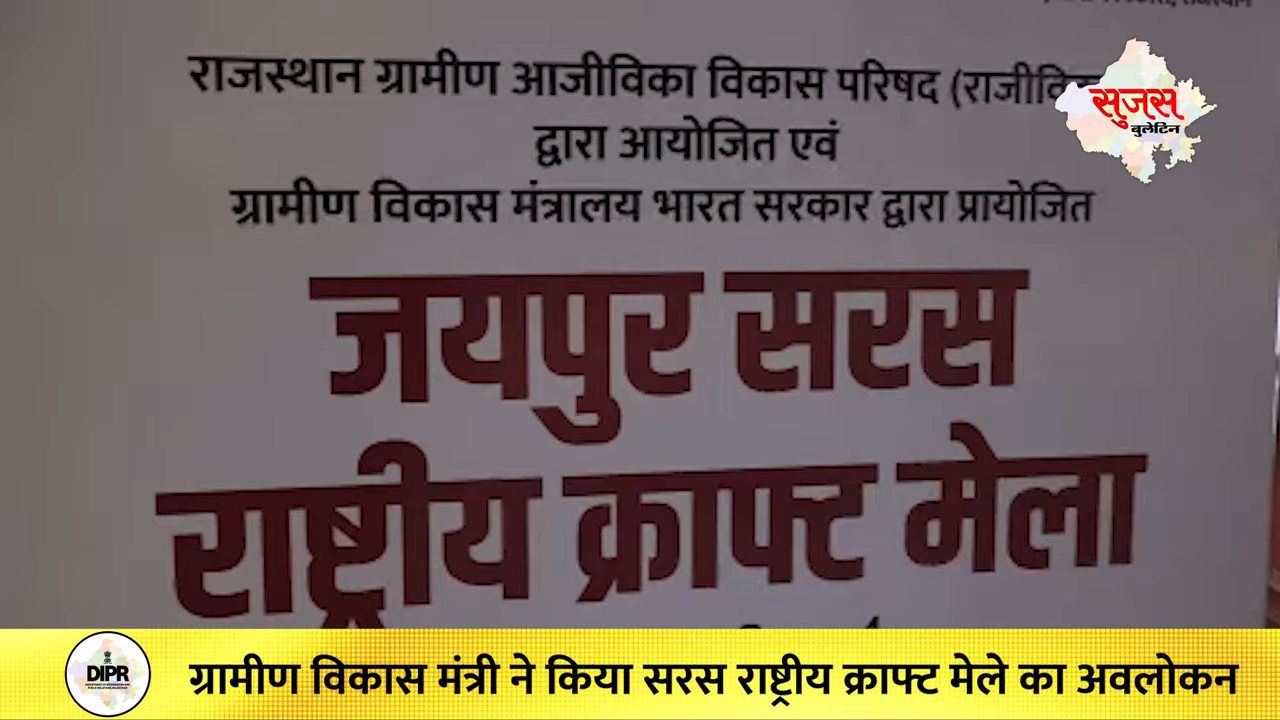 राजस्थान ग्रामीण आजीविका विकास परिषद
द्वारा आयोजित एवं
ग्रामीण विकास मंत्रालय भारत सरकार द्वारा प्रायोजित
जयपुर सरस
राष्ट्रीय क्राफ्ट मेला
सुजस
बुलेटिन
DIPR
ग्रामीण विकास मंत्री ने किया सरस राष्ट्रीय क्राफ्ट मेले का अवलोकन